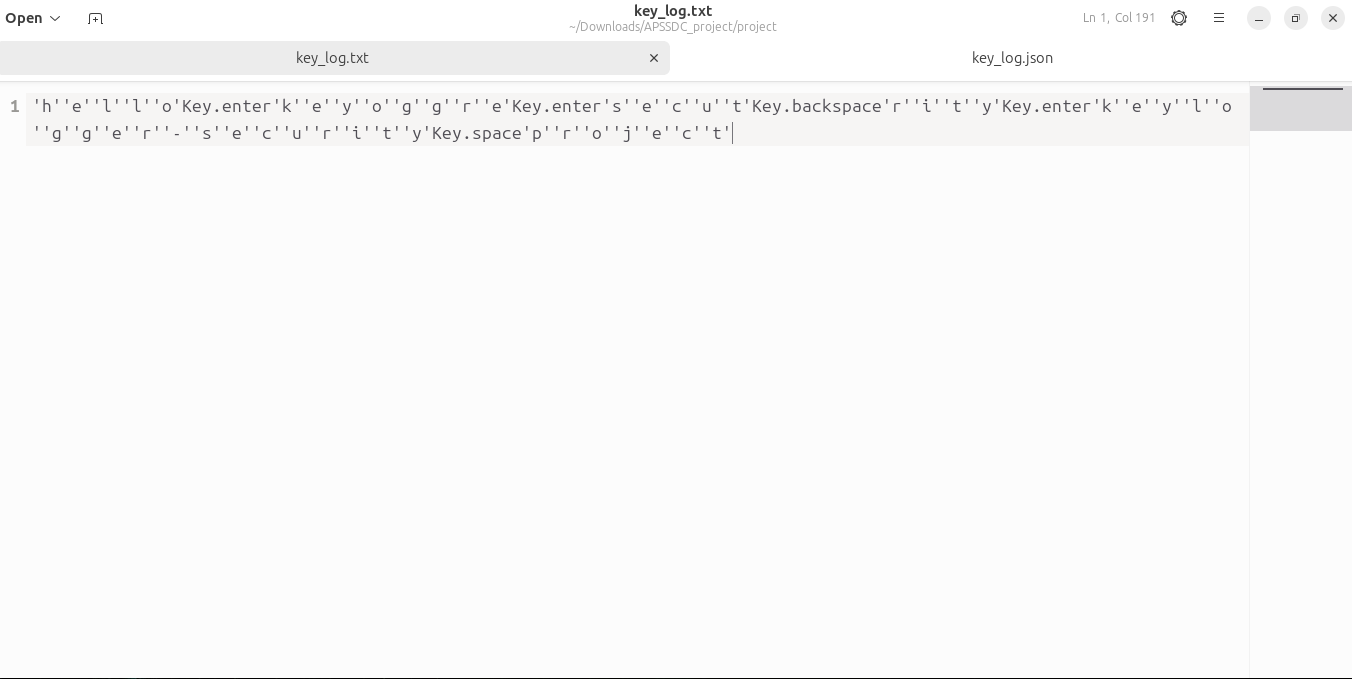 Open
key_log.txt
~/Downloads/APSSDC_project/project
Ln 1, Col 191
key_log.txt
key_log.json
1
'h''e''l''l''o'Key.enter'k''e''y''o''g''g''r''e'Key.enter's''e''c''u''t'Key.backspace'r''i''t''y'Key.enter'k''e''y''l''o
''g''g''e''r''-''s''e''c''u''r''i''t''y'Key.space'p''r''o''j''e''c''t'